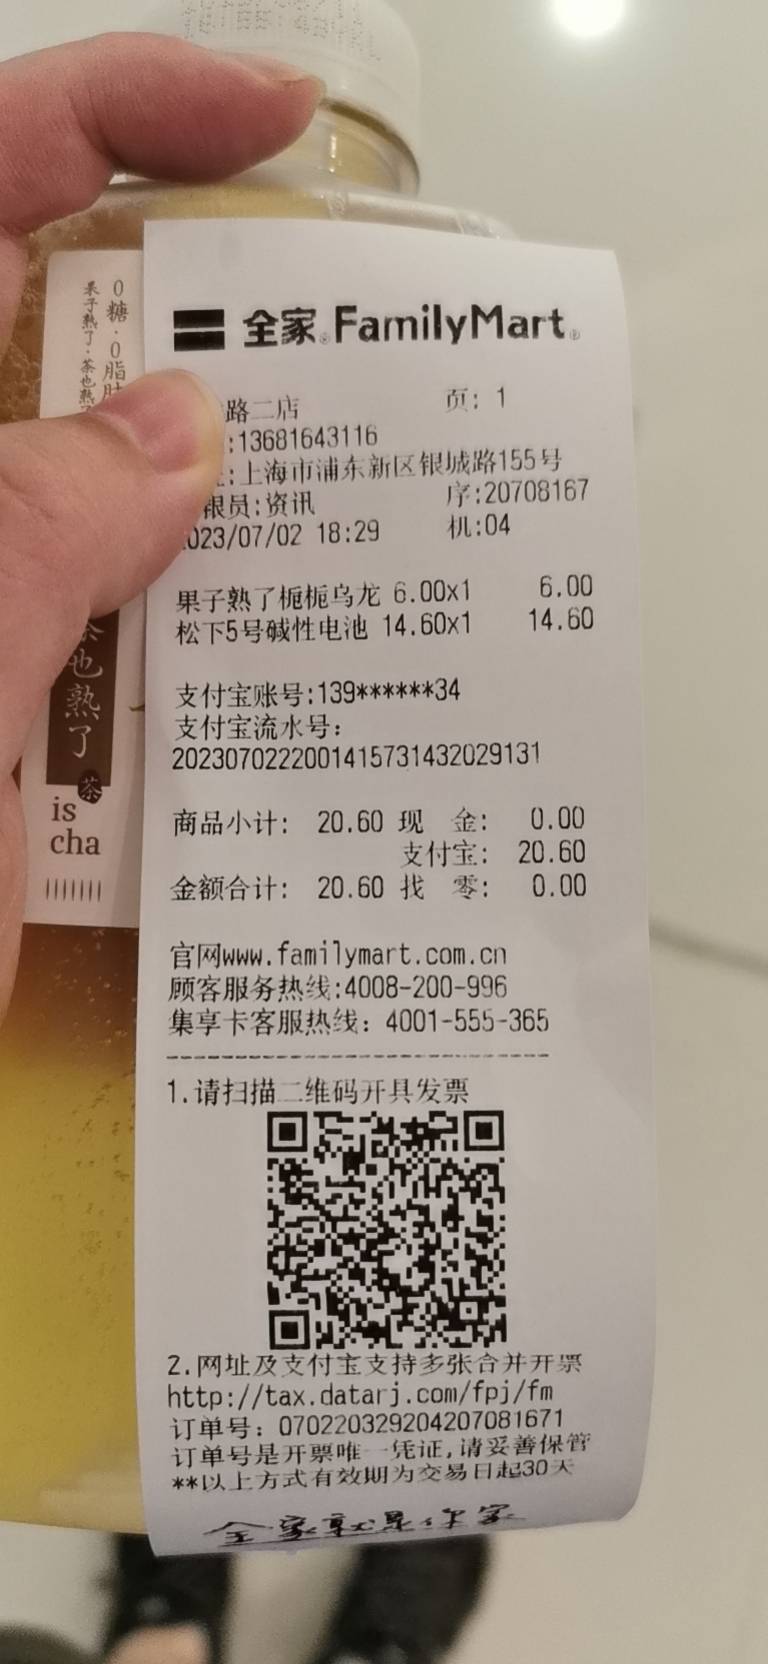 0糖·0脂肪
果子熟了·茶也熟了
也熟了
茶
is
cha
全家®FamilyMart®
路二店 页: 1
:13681643116
:上海市浦东新区银城路155号
银员:资讯 序:20708167
2023/07/02 18:29 机:04
果子熟了栀栀乌龙 6.00x1 6.00
松下5号碱性电池 14.60x1 14.60
支付宝账号:139******34
支付宝流水号:
2023070222001415731432029131
商品小计: 20.60 现 金: 0.00
支付宝: 20.60
金额合计: 20.60 找 零: 0.00
官网www.familymart.com.cn
顾客服务热线:4008-200-996
集享卡客服热线: 4001-555-365
1.请扫描二维码开具发票
2.网址及支付宝支持多张合并开票
http://tax.datarj.com/fpj/fm
订单号: 070220329204207081671
订单号是开票唯一凭证,请妥善保管
**以上方式有效期为交易日起30天
全家就是你家